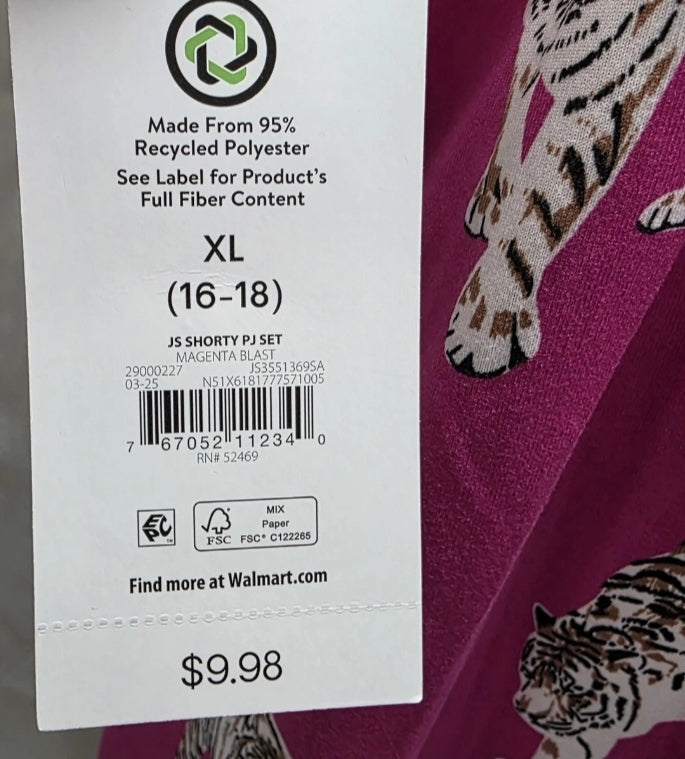 Made From 95%
Recycled Polyester
See Label for Product's
Full Fiber Content
XL
(16-18)
JS SHORTY PJ SET
MAGENTA BLAST
29000227 JS3551369SA
03-25 N51X6181777571005
7 67052 11234 0
RN# 52469
EPC™
MIX
Paper
FSC FSC® C122265
Find more at Walmart.com
$9.98